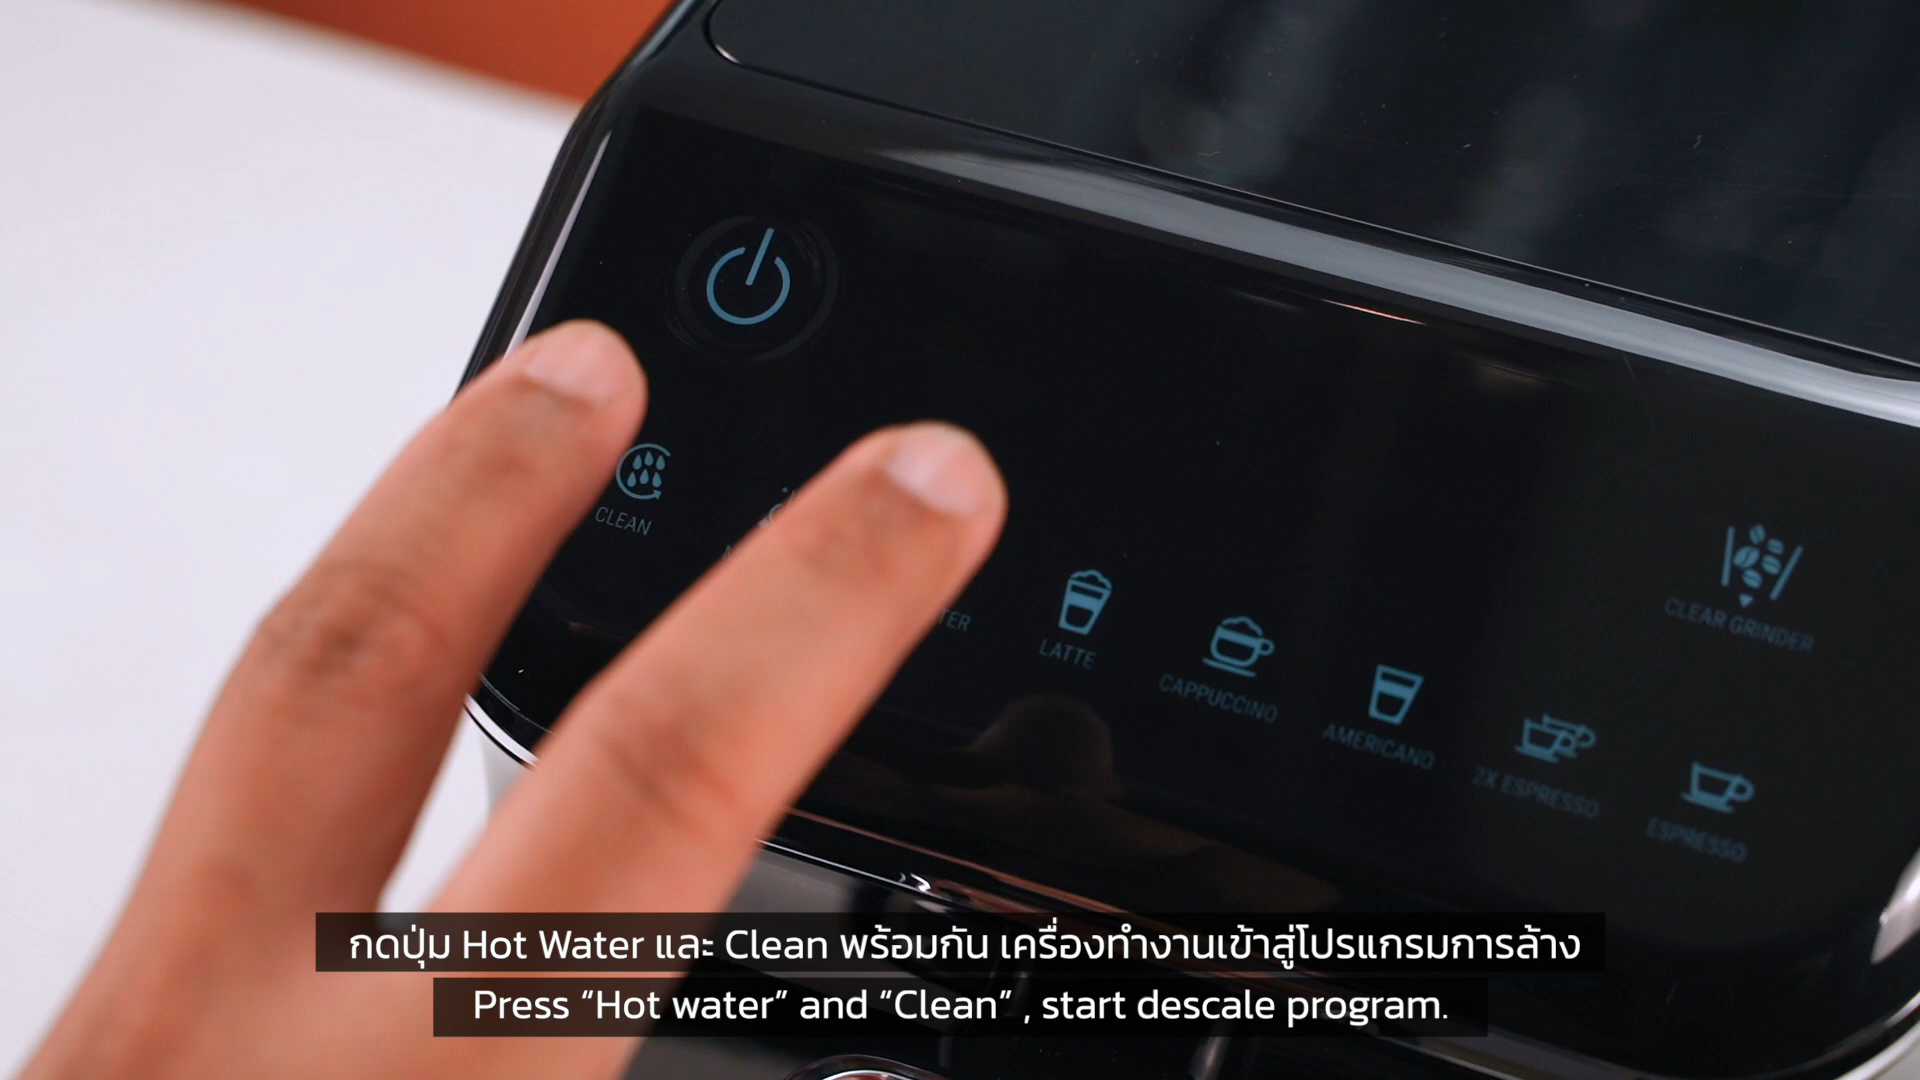 CLEAN
LATTE
CAPPUCCINO
AMERICANO
2X ESPRESSO
ESPRESSO
CLEAR GRINDER
กดปุ่ม Hot Water และ Clean พร้อมกัน เครื่องทำงานเข้าสู่โปรแกรมการล้าง
Press “Hot water” and “Clean” , start descale program.